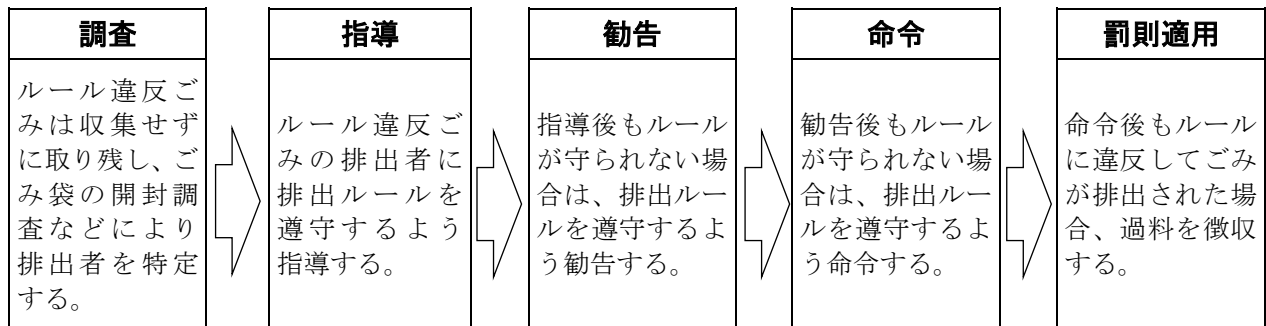 調査
ルール違反ご
みは収集せず
に取り残し、ご
み袋の開封調
査などにより
排出者を特定
する。
指導
ルール違反ご
みの排出者に
排出ルールを
遵守するよう
指導する。
勧告
指導後もルール
が守られない場
合は、排出ルー
ルを遵守するよ
う勧告する。
命令
勧告後もルール
が守られない場
合は、排出ルー
ルを遵守するよ
う命令する。
罰則適用
命令後もルール
に違反してごみ
が排出された場
合、過料を徴収
する。